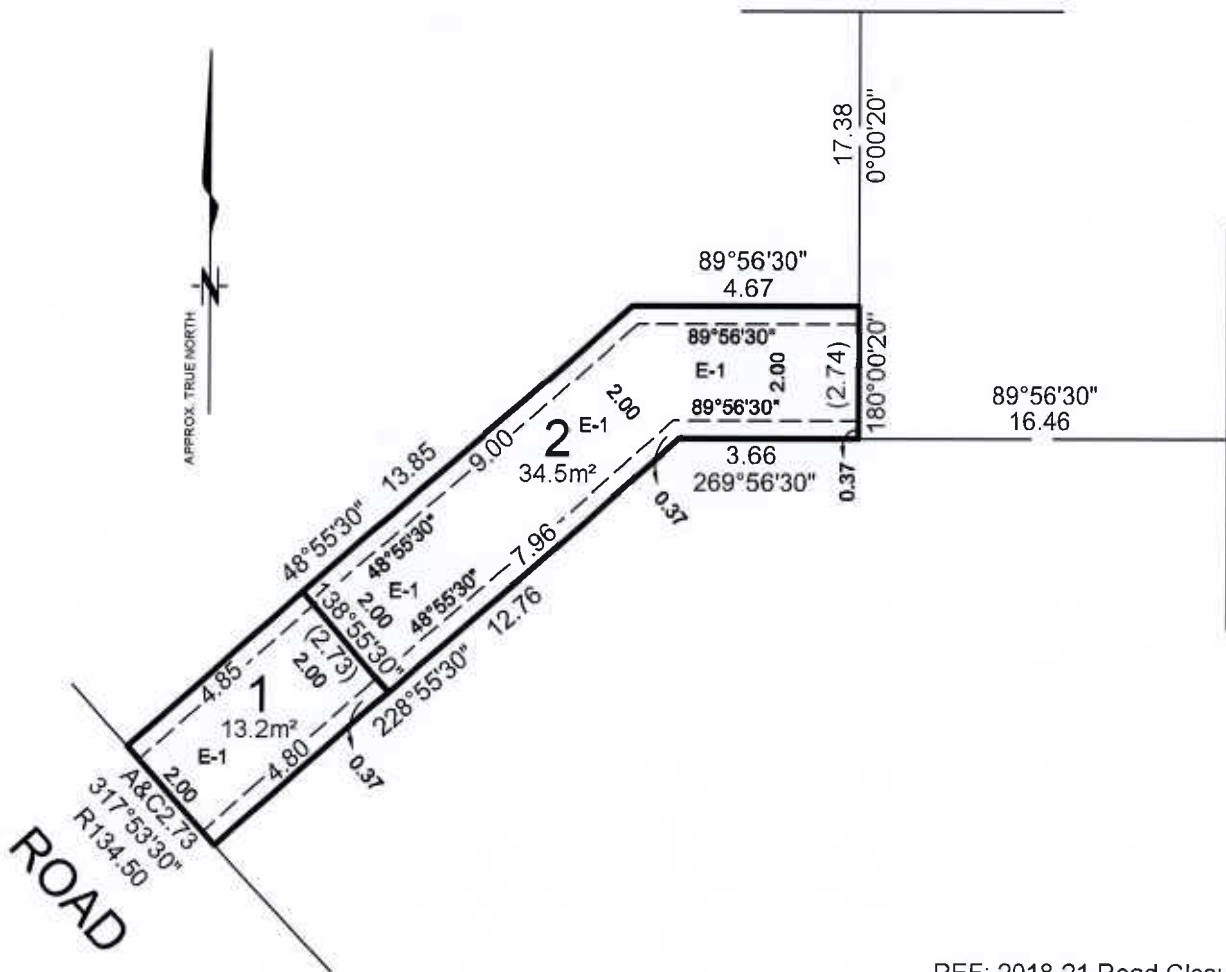 17.38
0°00'20"
N
APPROX. TRUE NORTH
89°56'30"
4.67
89°56'30"
E-1
2.00
(2.74)
180°00'20"
89°56'30"
89°56'30"
16.46
3.66
269°56'30"
0.37
0.37
2.00
2 E-1
34.5m²
9.00
13.85
48°55'30"
48°55'30"
E-1
2.00
48°55'30"
7.96
12.76
228°55'30"
138°55'30"
(2.73)
2.00
4.85
1
13.2m²
E-1
4.80
0.37
2.00
A&C2.73
317°53'30"
R134.50
ROAD
REF: 2018-21 Road